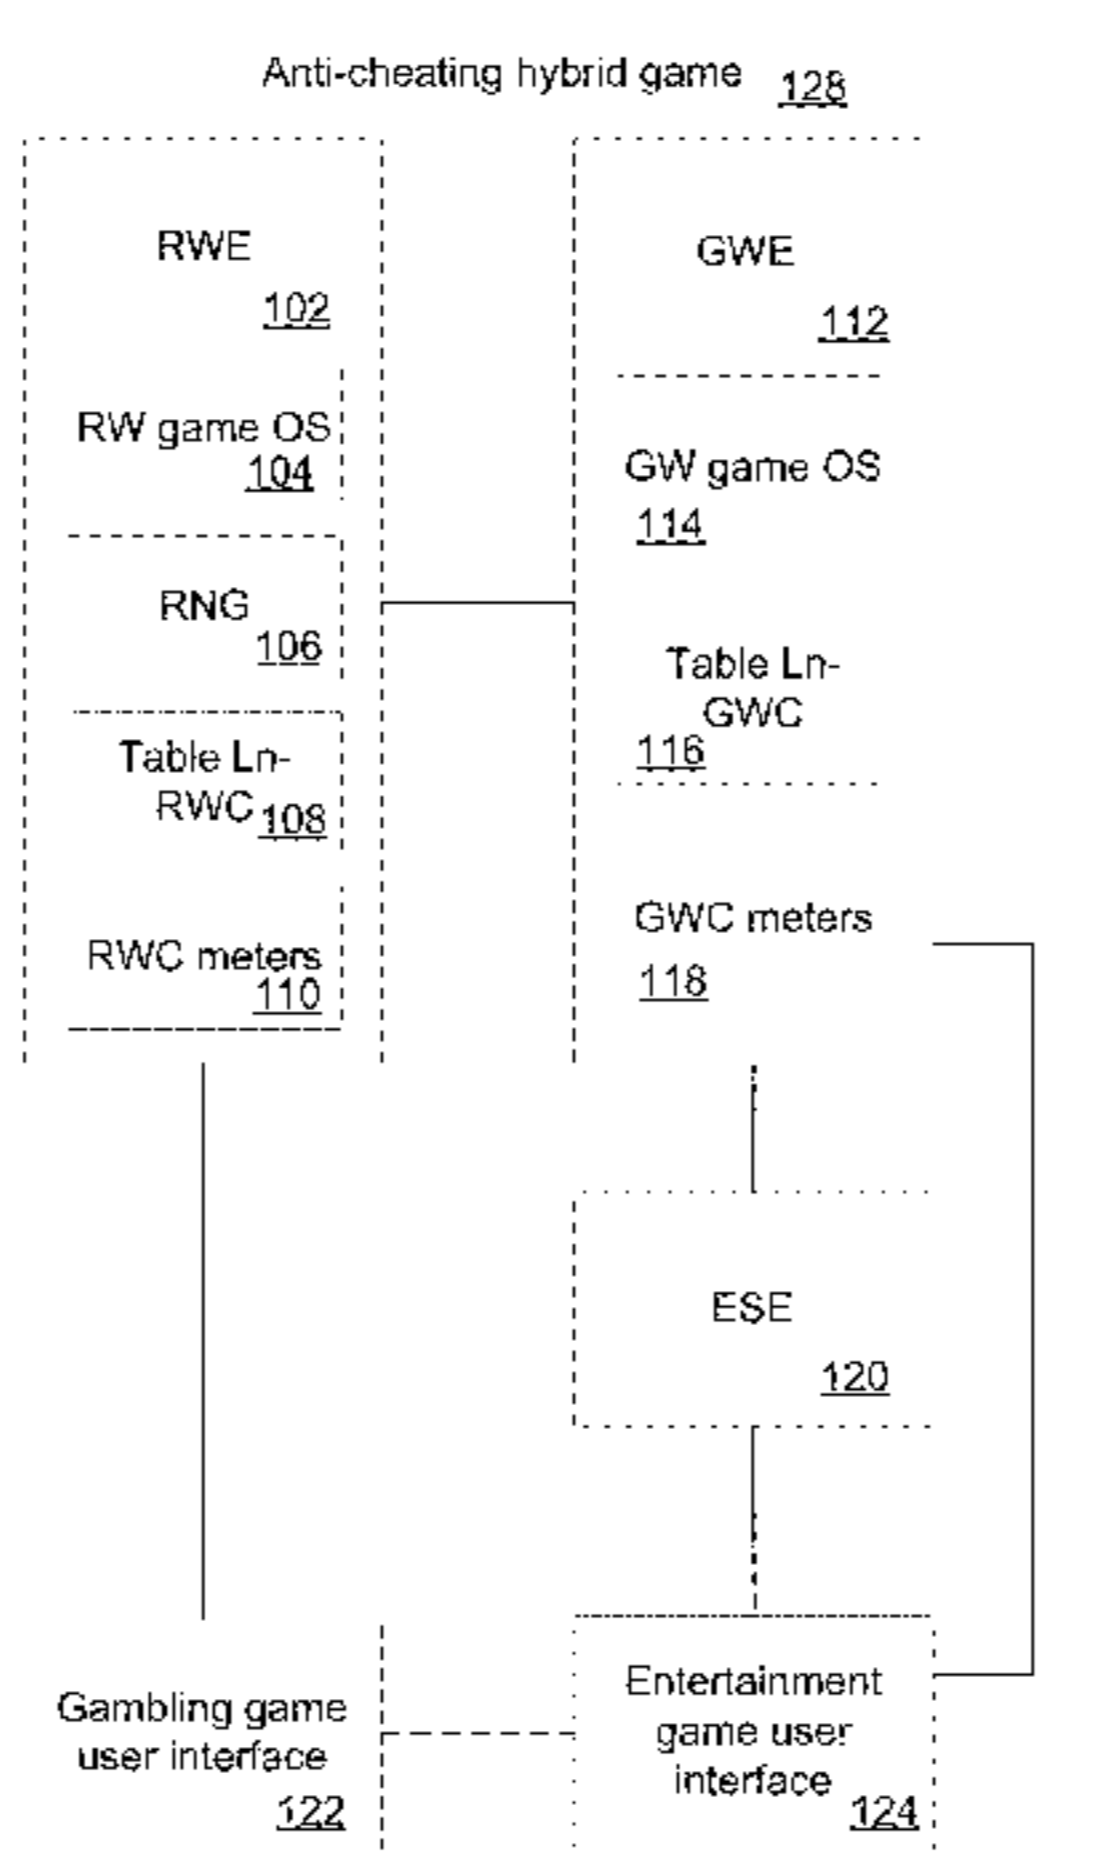 Anti-cheating hybrid game 128
RWE
102
RW game OS
104
RNG
106
Table Ln-
RWC 108
RWC meters
110
GWE
112
GW game OS
114
Table Ln-
GWC
116
GWC meters
118
ESE
120
Gambling game
user interface
122
Entertainment
game user
interface
124